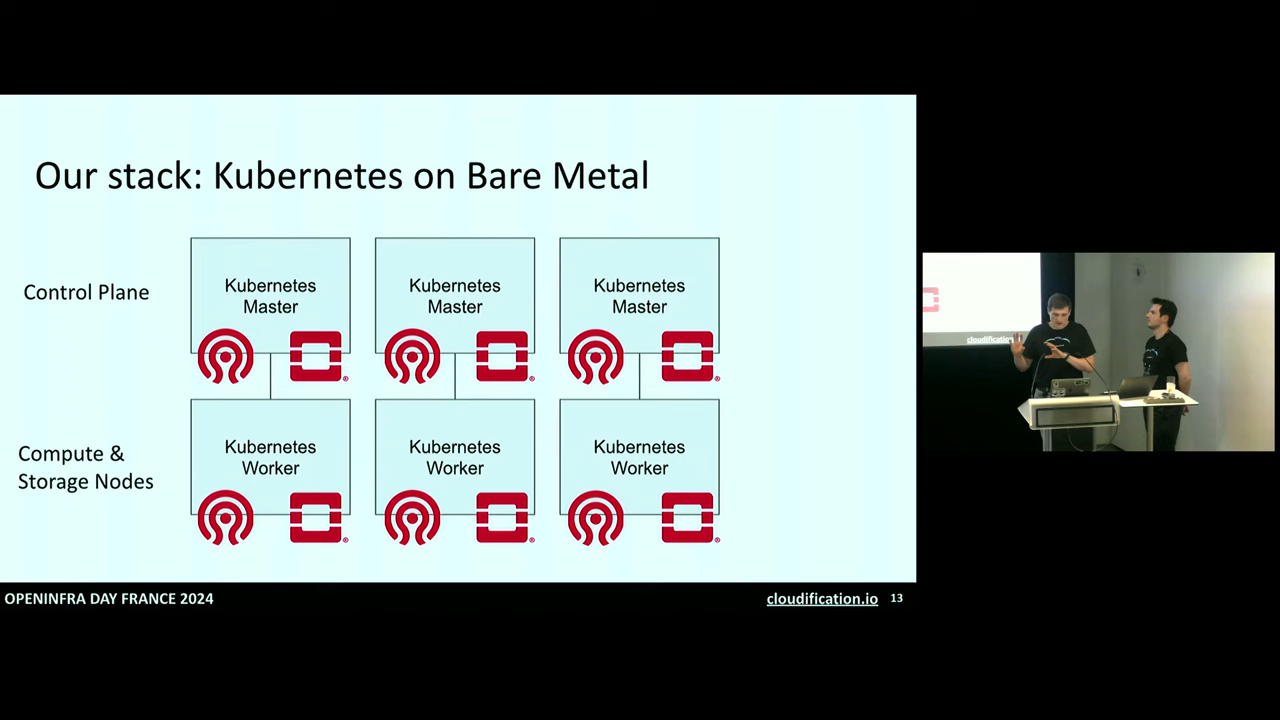 Our stack: Kubernetes on Bare Metal
Control Plane
Kubernetes
Master
Kubernetes
Master
Kubernetes
Master
Compute &
Storage Nodes
Kubernetes
Worker
Kubernetes
Worker
Kubernetes
Worker
OPENINFRA DAY FRANCE 2024
cloudification.io
13
cloudification